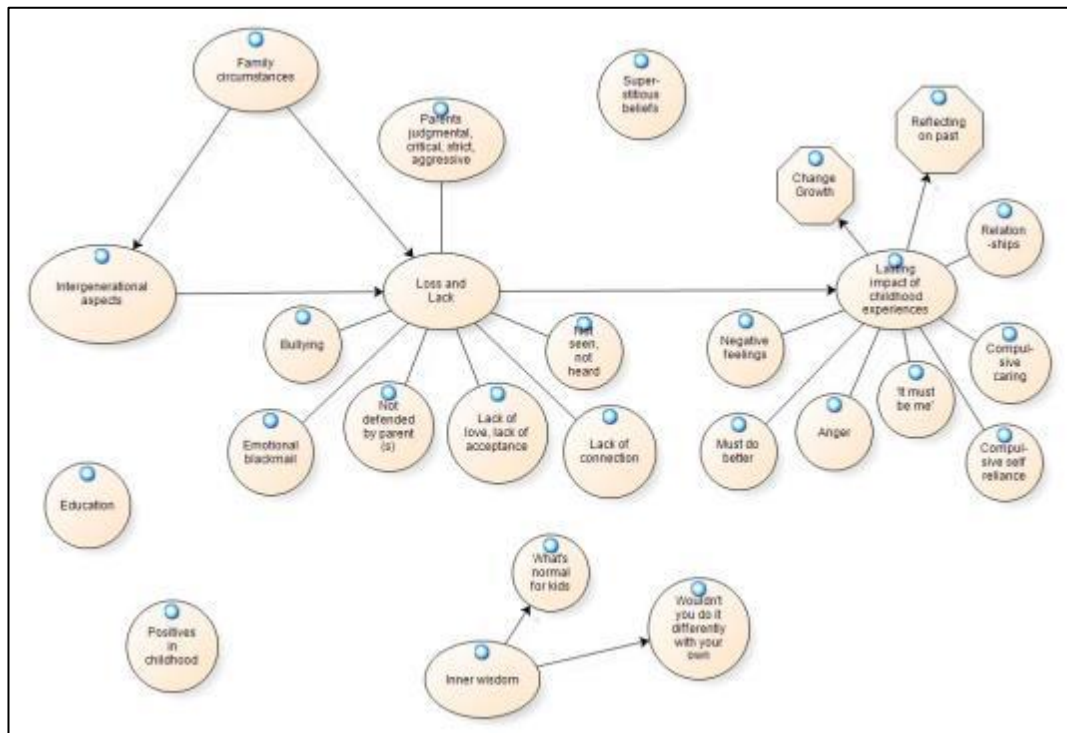 Family
circumstances
Super-
stitious
beliefs
Reflecting
on past
Parents
judgmental,
critical, strict,
aggressive
Change
Growth
Relation
-ships
Intergenerational
aspects
Loss and
Lack
Lasting
impact of
childhood
experiences
Bullying
Not
seen, not
heard
Negative
feelings
Compul-
sive
caring
'It must
be me'
Emotional
blackmail
Not
defended
by parent
(s)
Lack of
love, lack of
acceptance
Lack of
connection
Must do
better
Anger
Compul-
sive self
reliance
Education
What's
normal
for kids
Wouldn't
you do it
differently
with your
own
Positives
in
childhood
Inner wisdom